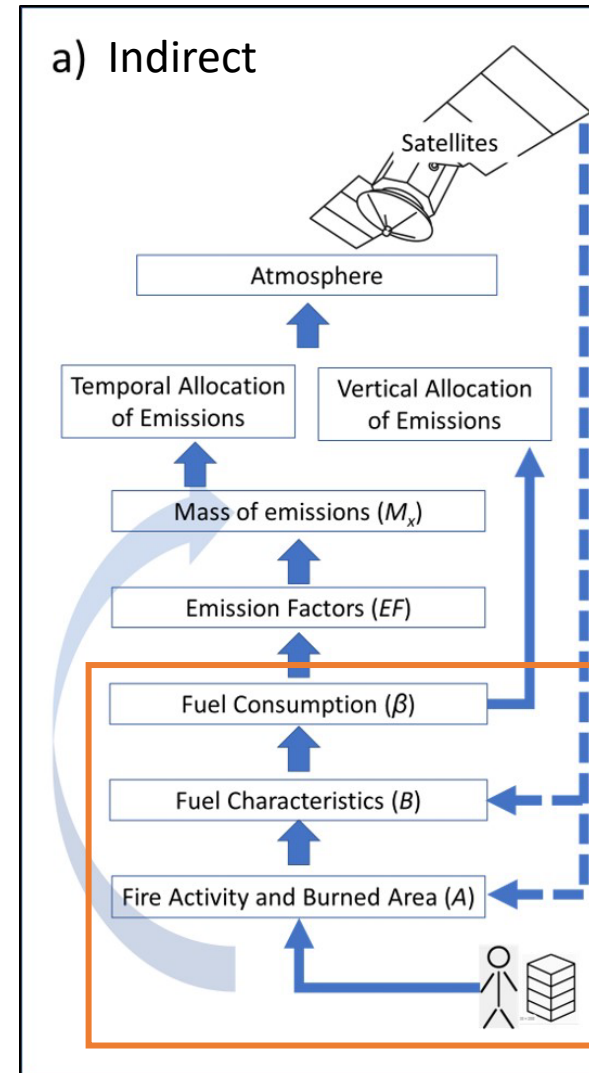 a) Indirect
Satellites
Atmosphere
Temporal Allocation
of Emissions
Vertical Allocation
of Emissions
Mass of emissions (Mₓ)
Emission Factors (EF)
Fuel Consumption (β)
Fuel Characteristics (B)
Fire Activity and Burned Area (A)